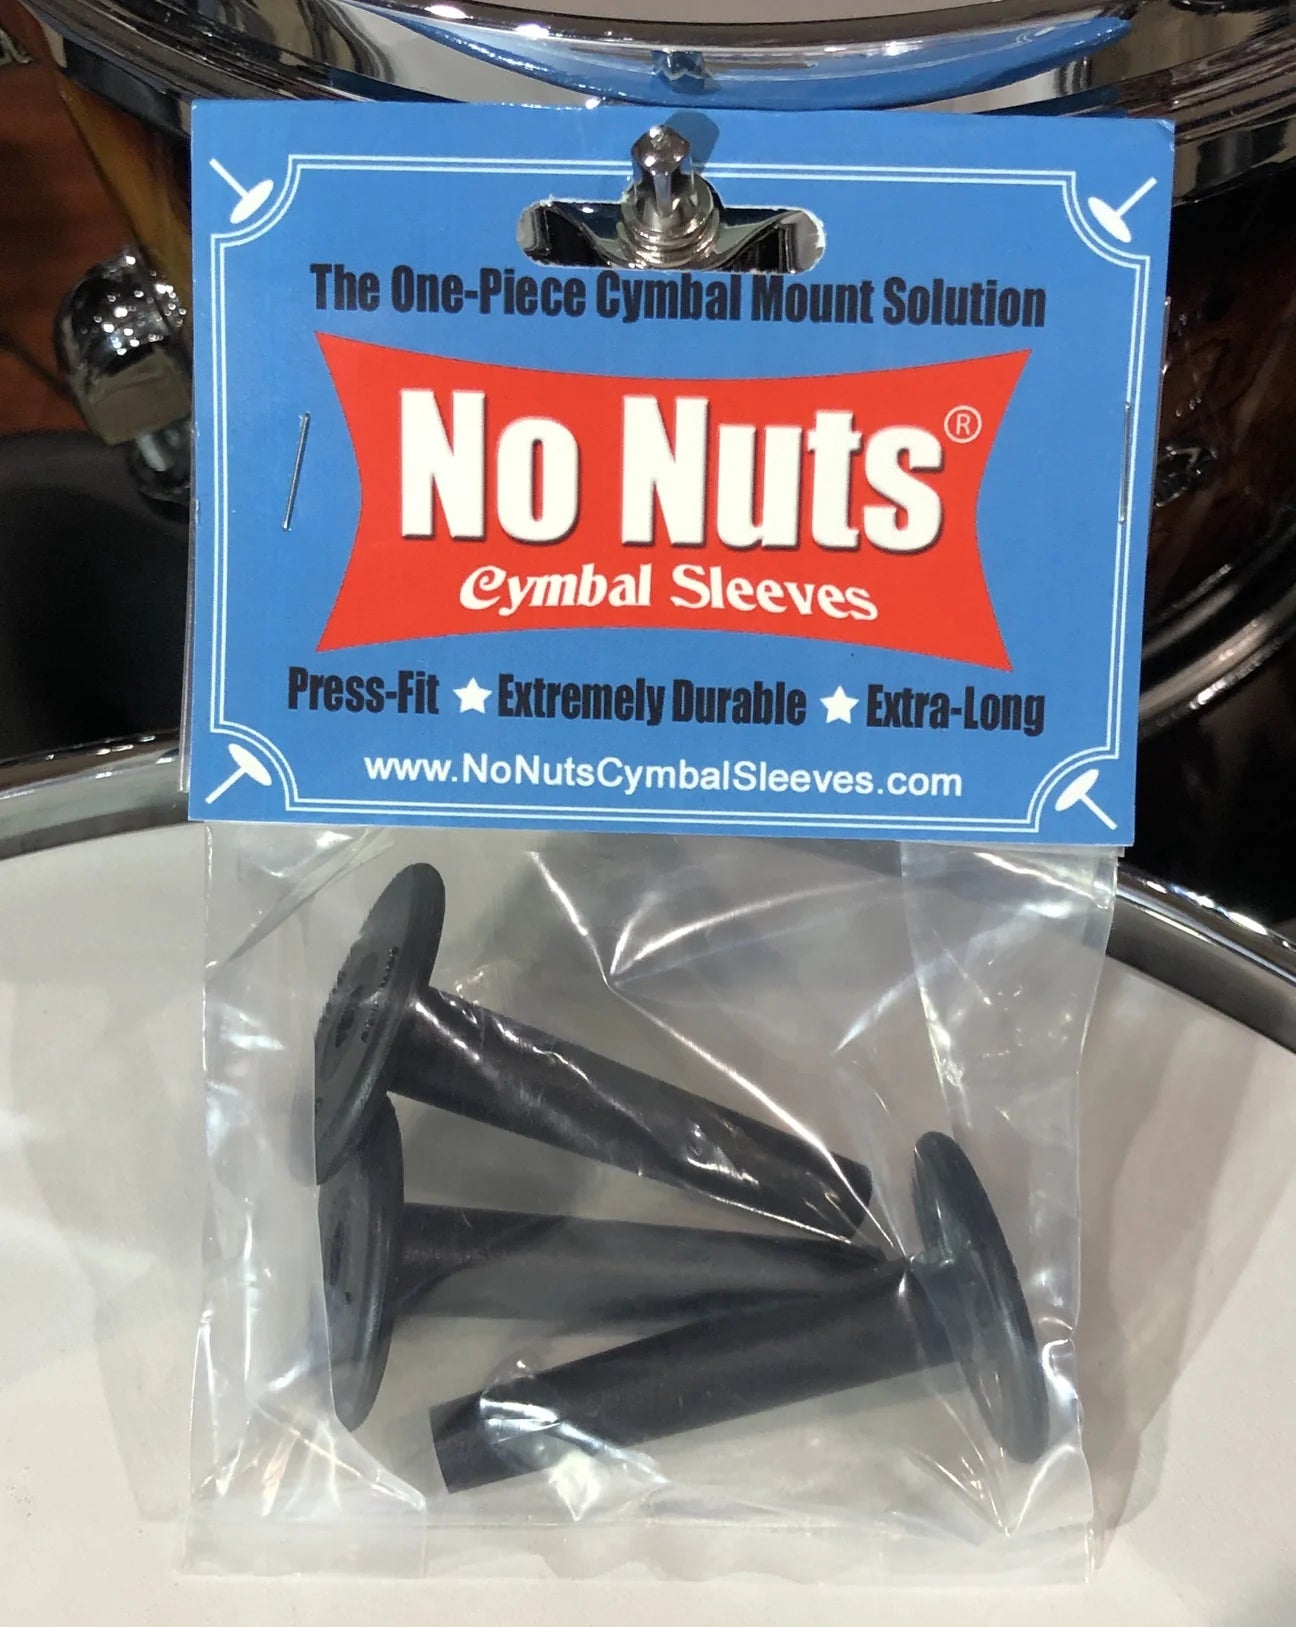 The One-Piece Cymbal Mount Solution
No Nuts®
Cymbal Sleeves
Press-Fit ★ Extremely Durable ★ Extra-Long
www.NoNutsCymbalSleeves.com